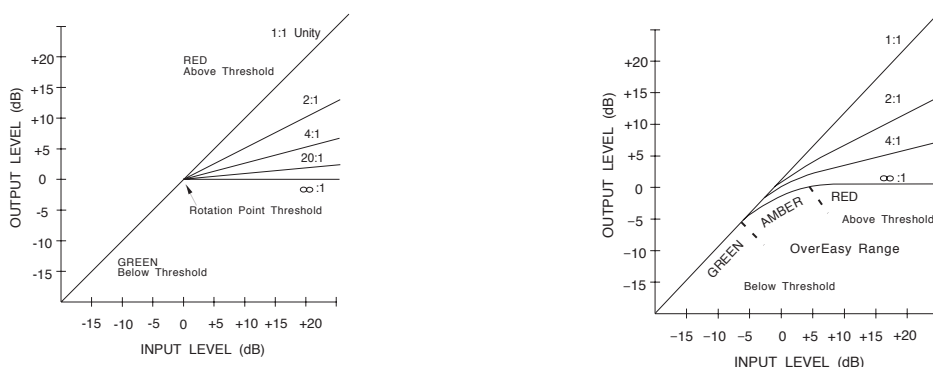 1:1 Unity
RED
Above Threshold
2:1
4:1
20:1
∞:1
Rotation Point Threshold
GREEN
Below Threshold
OUTPUT LEVEL (dB)
+20
+15
+10
+5
0
-5
-10
-15
-15 -10 -5 0 +5 +10 +15 +20
INPUT LEVEL (dB)
1:1
2:1
4:1
∞:1
RED
AMBER
GREEN
Above Threshold
OverEasy Range
Below Threshold
OUTPUT LEVEL (dB)
+20
+15
+10
+5
0
−5
−10
−15
−15 −10 −5 0 +5 +10 +15 +20
INPUT LEVEL (dB)